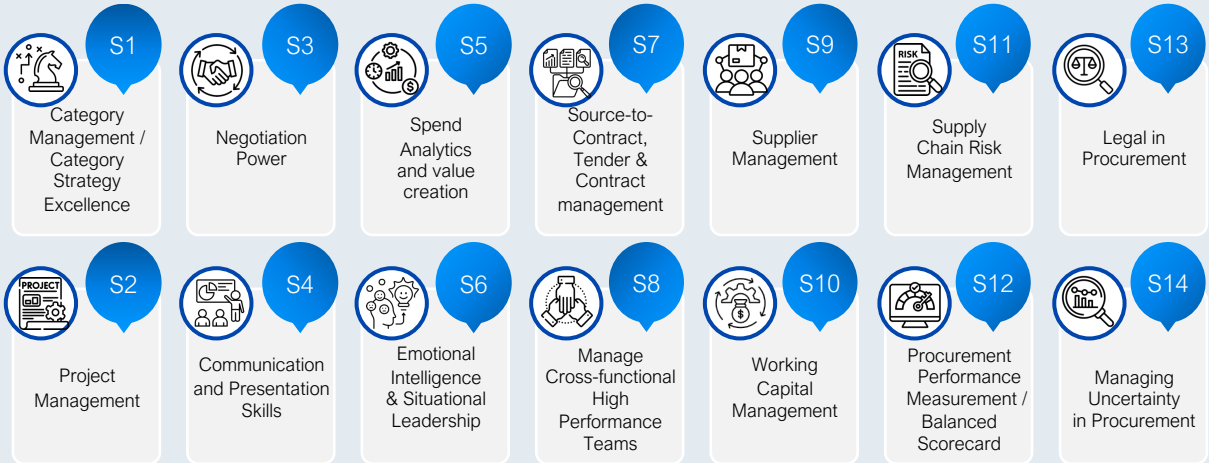 S1
Category
Management /
Category
Strategy
Excellence
S3
Negotiation
Power
S5
Spend
Analytics
and value
creation
S7
Source-to-
Contract,
Tender &
Contract
management
S9
Supplier
Management
S11
RISK
Supply
Chain Risk
Management
S13
Legal in
Procurement
S2
PROJECT
Project
Management
S4
Communication
and Presentation
Skills
S6
Emotional
Intelligence
& Situational
Leadership
S8
Manage
Cross-functional
High
Performance
Teams
S10
$
Working
Capital
Management
S12
Procurement
Performance
Measurement /
Balanced
Scorecard
S14
Managing
Uncertainty
in Procurement